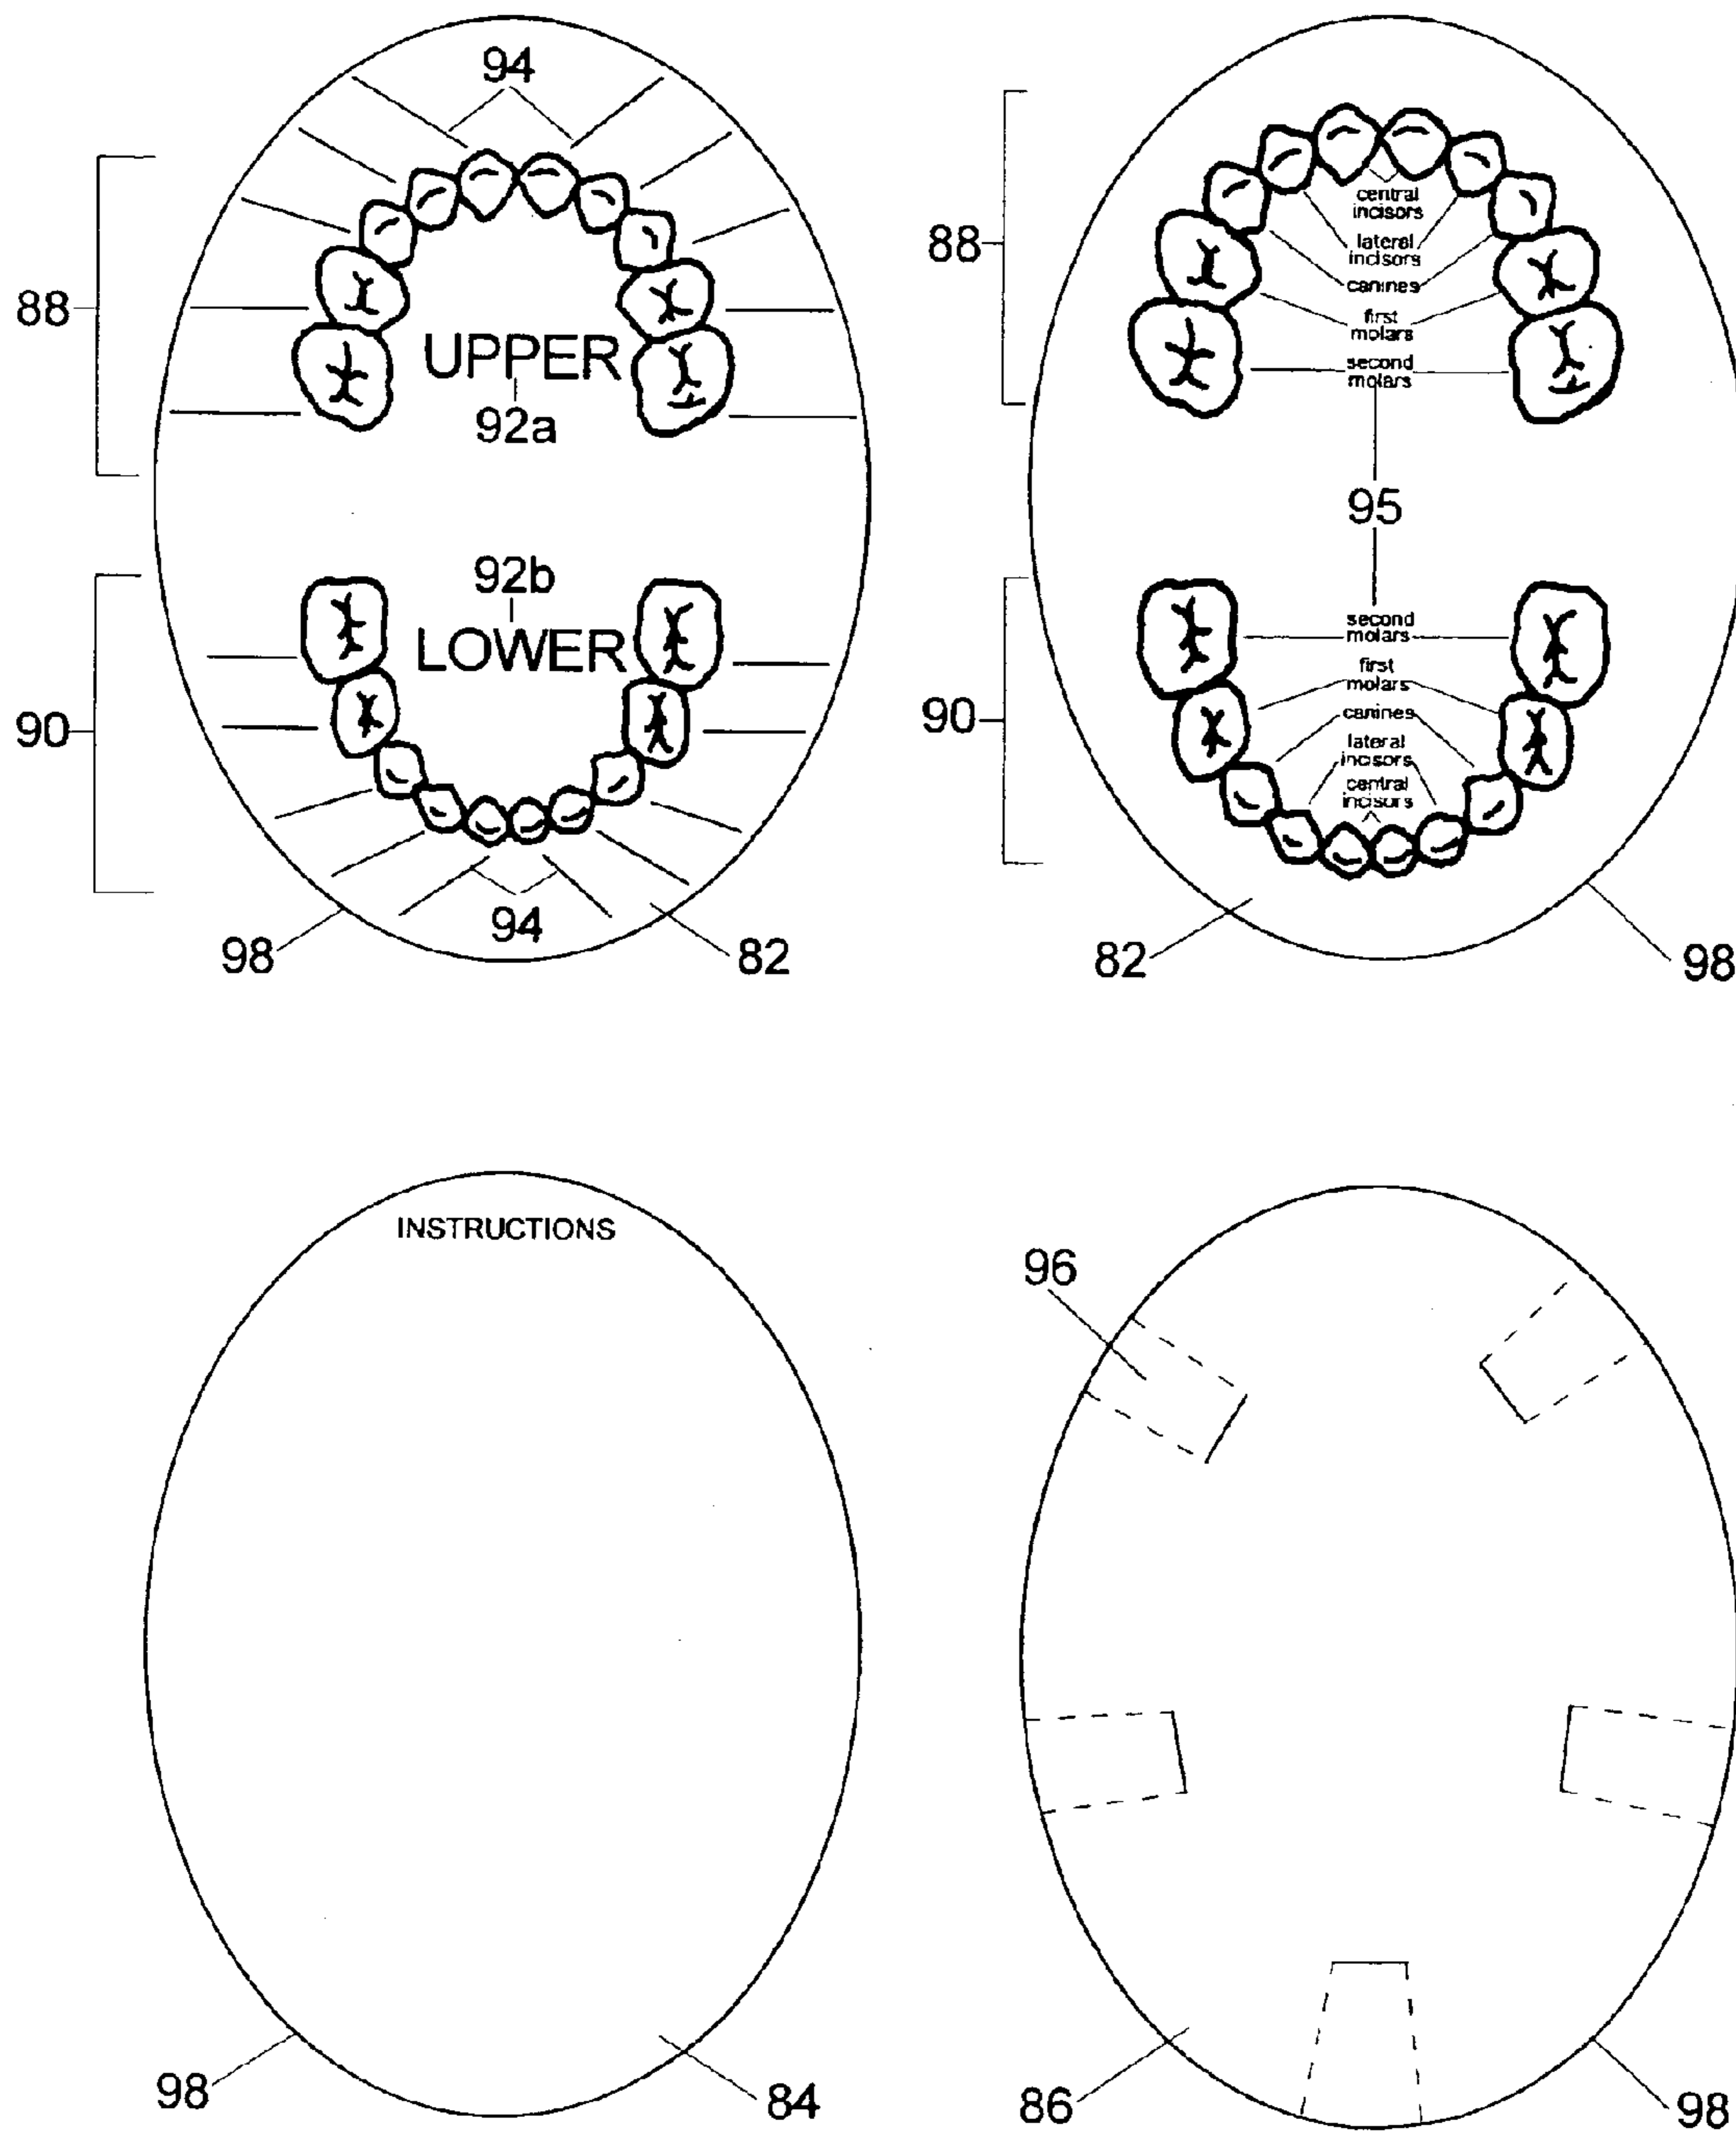 94
88
UPPER
92a
92b
LOWER
90
94
98
82
88
central
incisors
lateral
incisors
canines
first
molars
second
molars
95
second
molars
first
molars
canines
lateral
incisors
central
incisors
90
82
98
INSTRUCTIONS
98
84
96
86
98